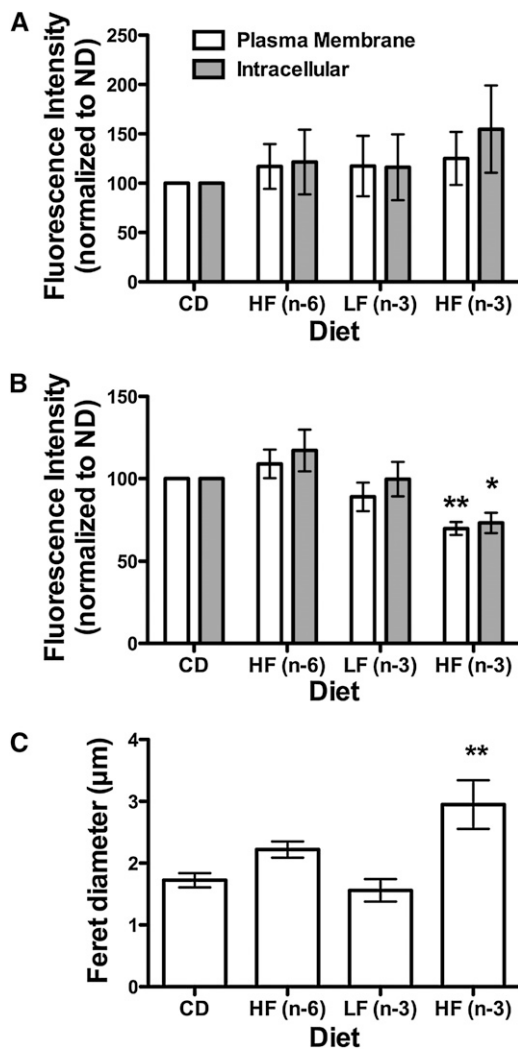 A
Plasma Membrane
Intracellular
Fluorescence Intensity
(normalized to ND)
250
200
150
100
50
0
CD HF (n-6) LF (n-3) HF (n-3)
Diet
B
Fluorescence Intensity
(normalized to ND)
150
100
50
0
** *
CD HF (n-6) LF (n-3) HF (n-3)
Diet
C
Feret diameter (µm)
4
3
2
1
0
**
CD HF (n-6) LF (n-3) HF (n-3)
Diet